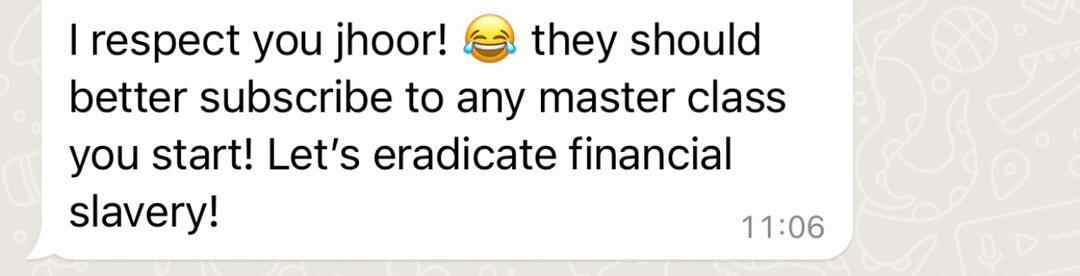 I respect you jhoor! 😂 they should
better subscribe to any master class
you start! Let’s eradicate financial
slavery!
11:06